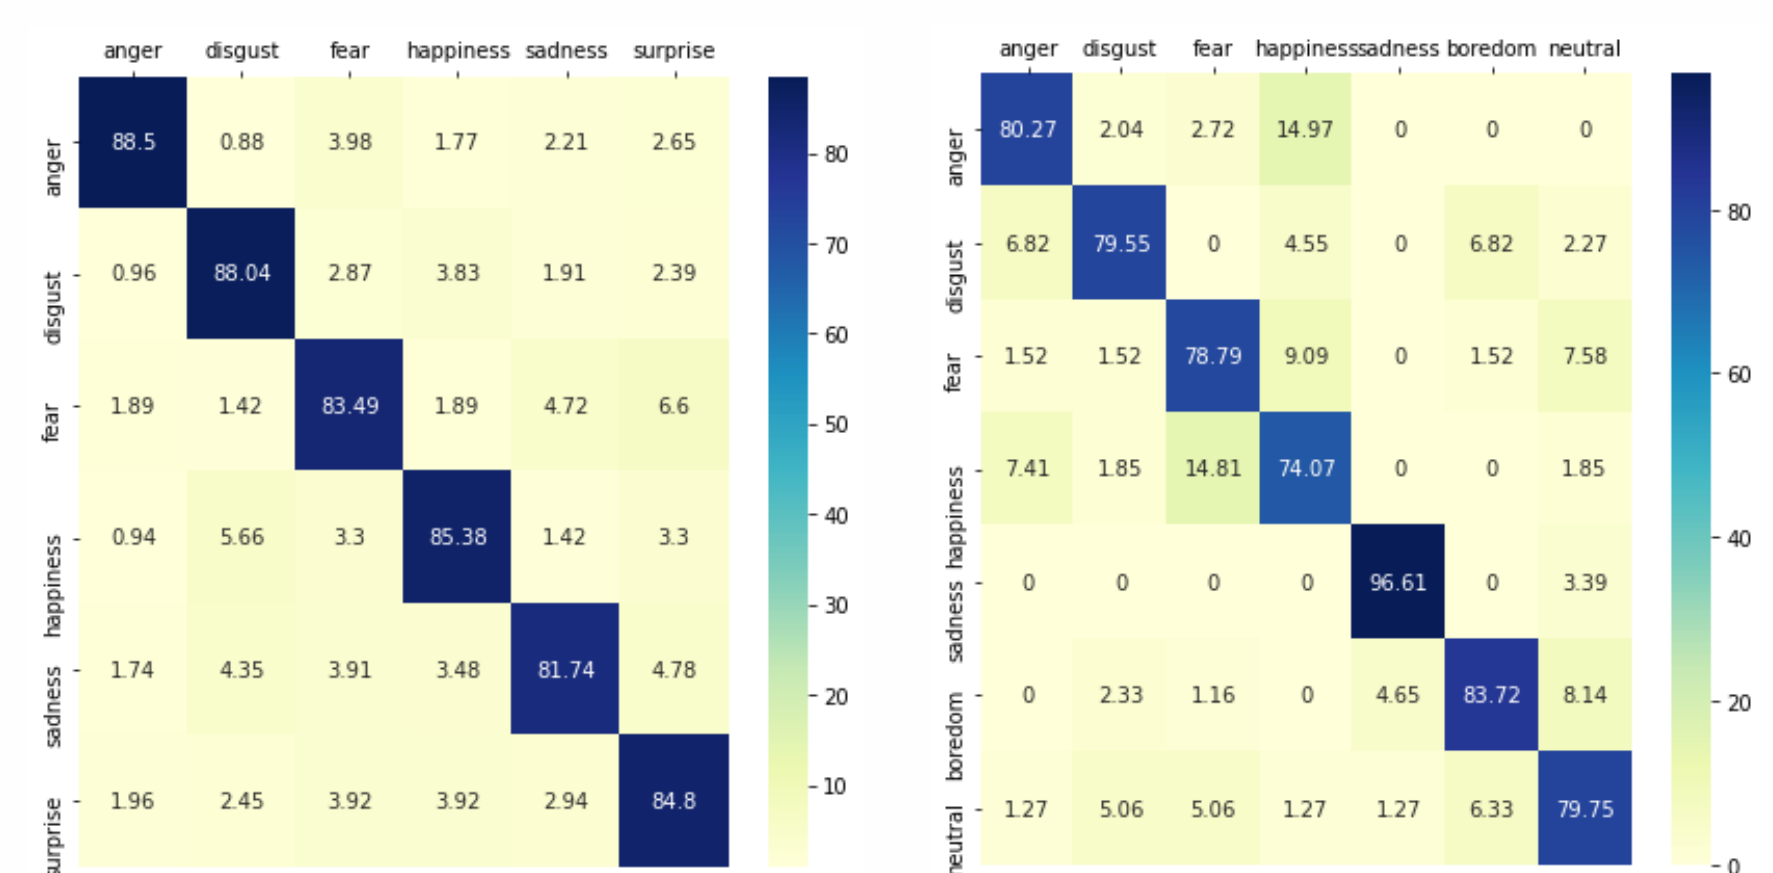 anger disgust fear happiness sadness surprise
anger 88.5 0.88 3.98 1.77 2.21 2.65
disgust 0.96 88.04 2.87 3.83 1.91 2.39
fear 1.89 1.42 83.49 1.89 4.72 6.6
happiness 0.94 5.66 3.3 85.38 1.42 3.3
sadness 1.74 4.35 3.91 3.48 81.74 4.78
surprise 1.96 2.45 3.92 3.92 2.94 84.8
80
70
60
50
40
30
20
10
anger disgust fear happiness sadness boredom neutral
anger 80.27 2.04 2.72 14.97 0 0 0
disgust 6.82 79.55 0 4.55 0 6.82 2.27
fear 1.52 1.52 78.79 9.09 0 1.52 7.58
happiness 7.41 1.85 14.81 74.07 0 0 1.85
sadness 0 0 0 0 96.61 0 3.39
boredom 0 2.33 1.16 0 4.65 83.72 8.14
neutral 1.27 5.06 5.06 1.27 1.27 6.33 79.75
80
60
40
20
0